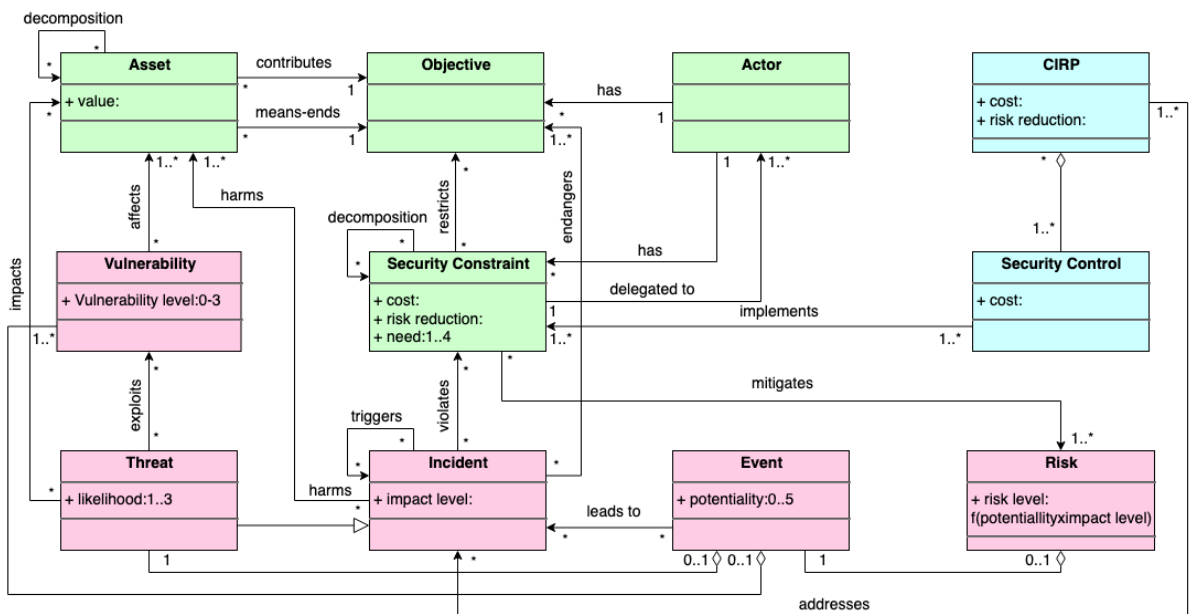 decomposition
Asset
+ value:
contributes
* 1
means-ends
* 1
Objective
Actor
has
*
1
CIRP
+ cost:
+ risk reduction:
1..*
*
*
*
1..*
1..*
*
1..*
1
1..*
*
harms
affects
restricts
endangers
decomposition
*
*
*
*
1..*
has
*
impacts
Vulnerability
+ Vulnerability level:0-3
1..*
Security Constraint
+ cost:
+ risk reduction:
+ need:1..4
delegated to
1
implements
1..*
1..*
Security Control
+ cost:
*
*
*
mitigates
exploits
violates
triggers
*
*
*
*
1..*
Threat
+ likelihood:1..3
*
harms
*
Incident
+ impact level:
*
Event
+ potentiality:0..5
leads to
* *
Risk
+ risk level:
f(potentiallityximpact level)
1
*
0..1
0..1
1
0..1
addresses